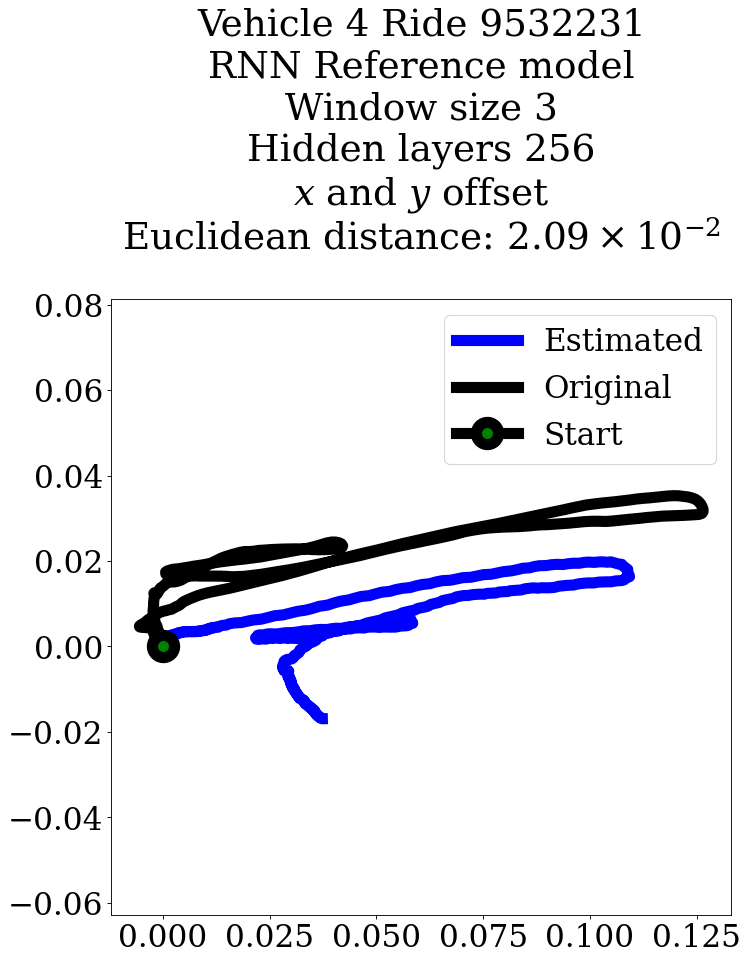 Vehicle 4 Ride 9532231
RNN Reference model
Window size 3
Hidden layers 256
x and y offset
Euclidean distance: 2.09 × 10⁻²
0.08
0.06
0.04
0.02
0.00
−0.02
−0.04
−0.06
Estimated
Original
Start
0.000 0.025 0.050 0.075 0.100 0.125